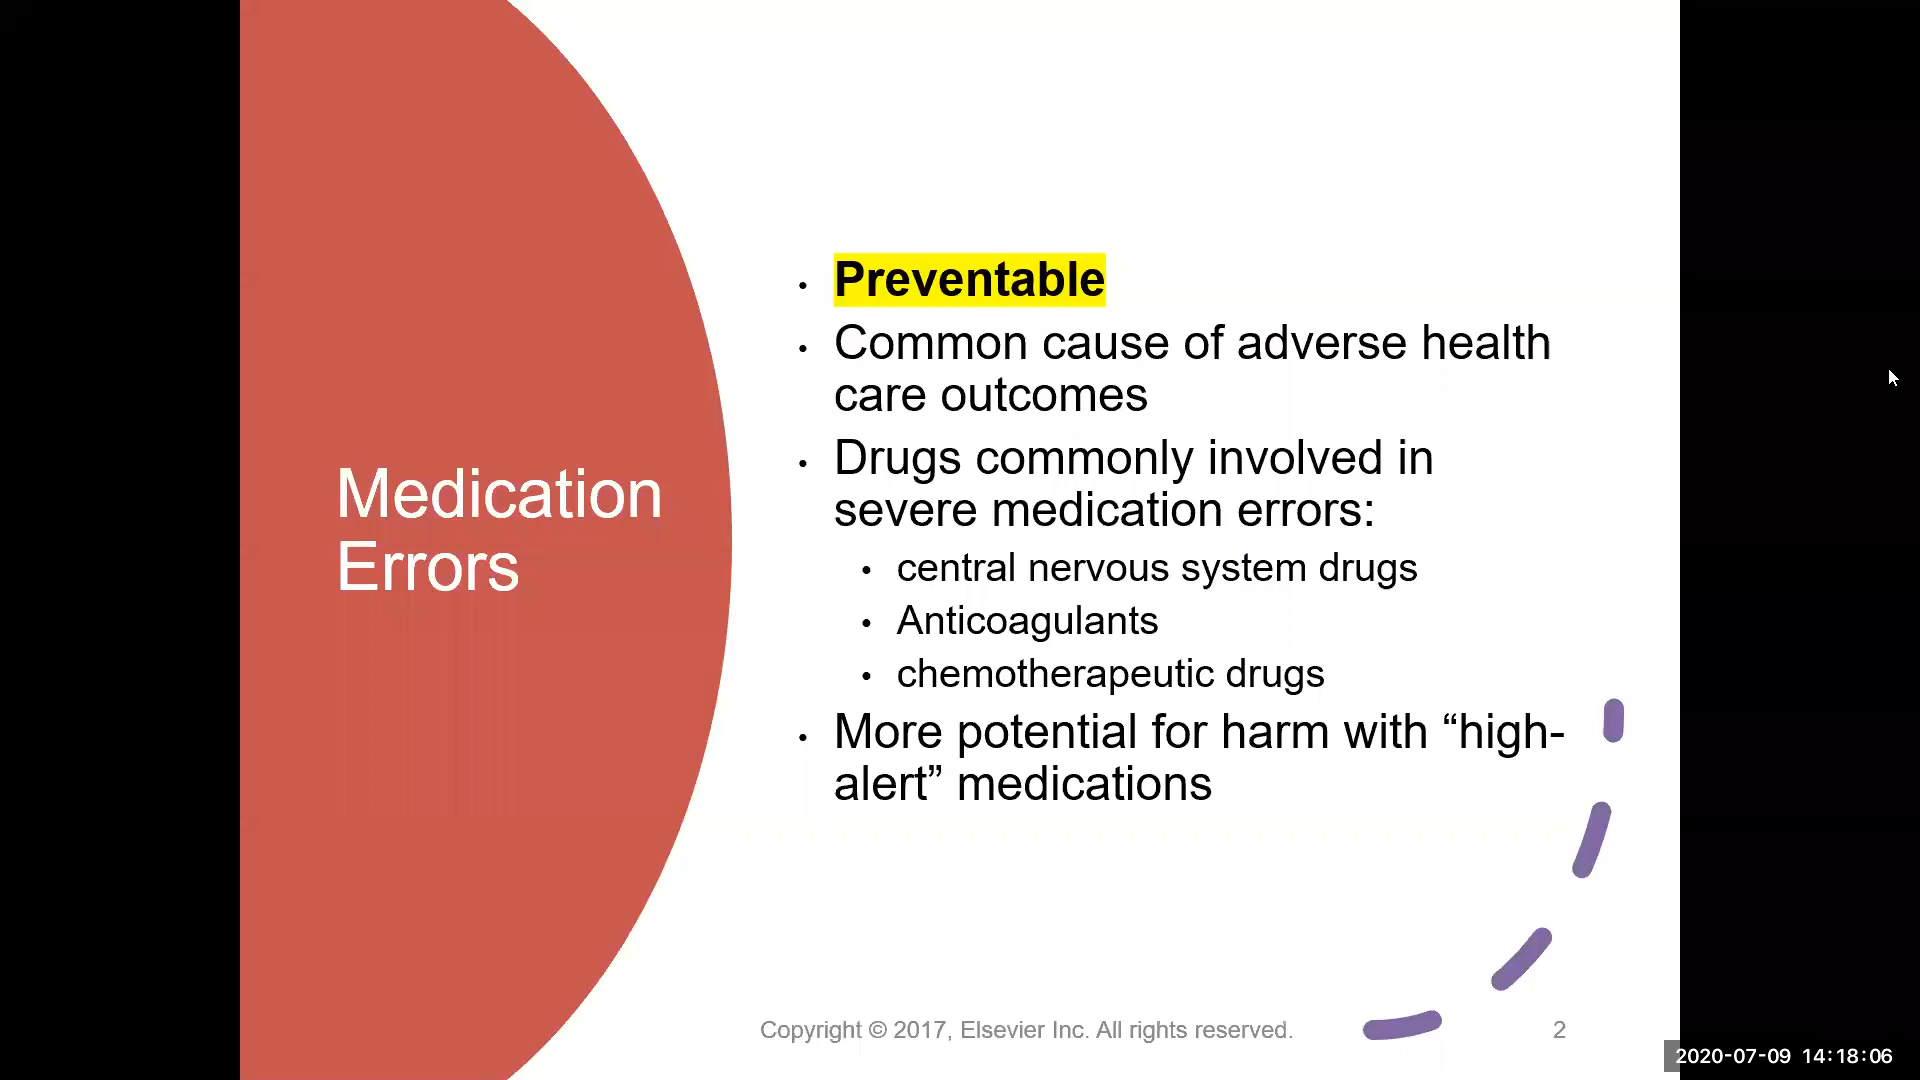 Medication
Errors
• Preventable
• Common cause of adverse health
care outcomes
• Drugs commonly involved in
severe medication errors:
• central nervous system drugs
• Anticoagulants
• chemotherapeutic drugs
• More potential for harm with “high-
alert” medications
Copyright © 2017, Elsevier Inc. All rights reserved.
2
2020-07-09 14:18:06